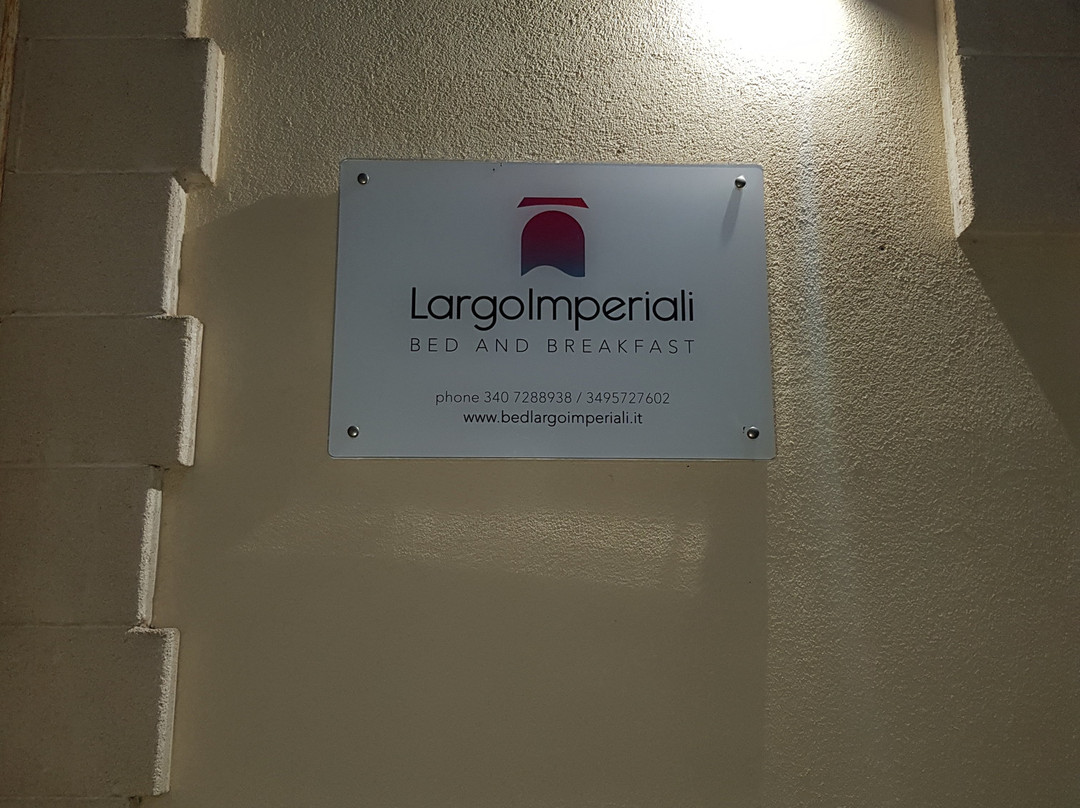 LargoImperiali
BED AND BREAKFAST
phone 340 7288938 / 3495727602
www.bedlargoimperiali.it